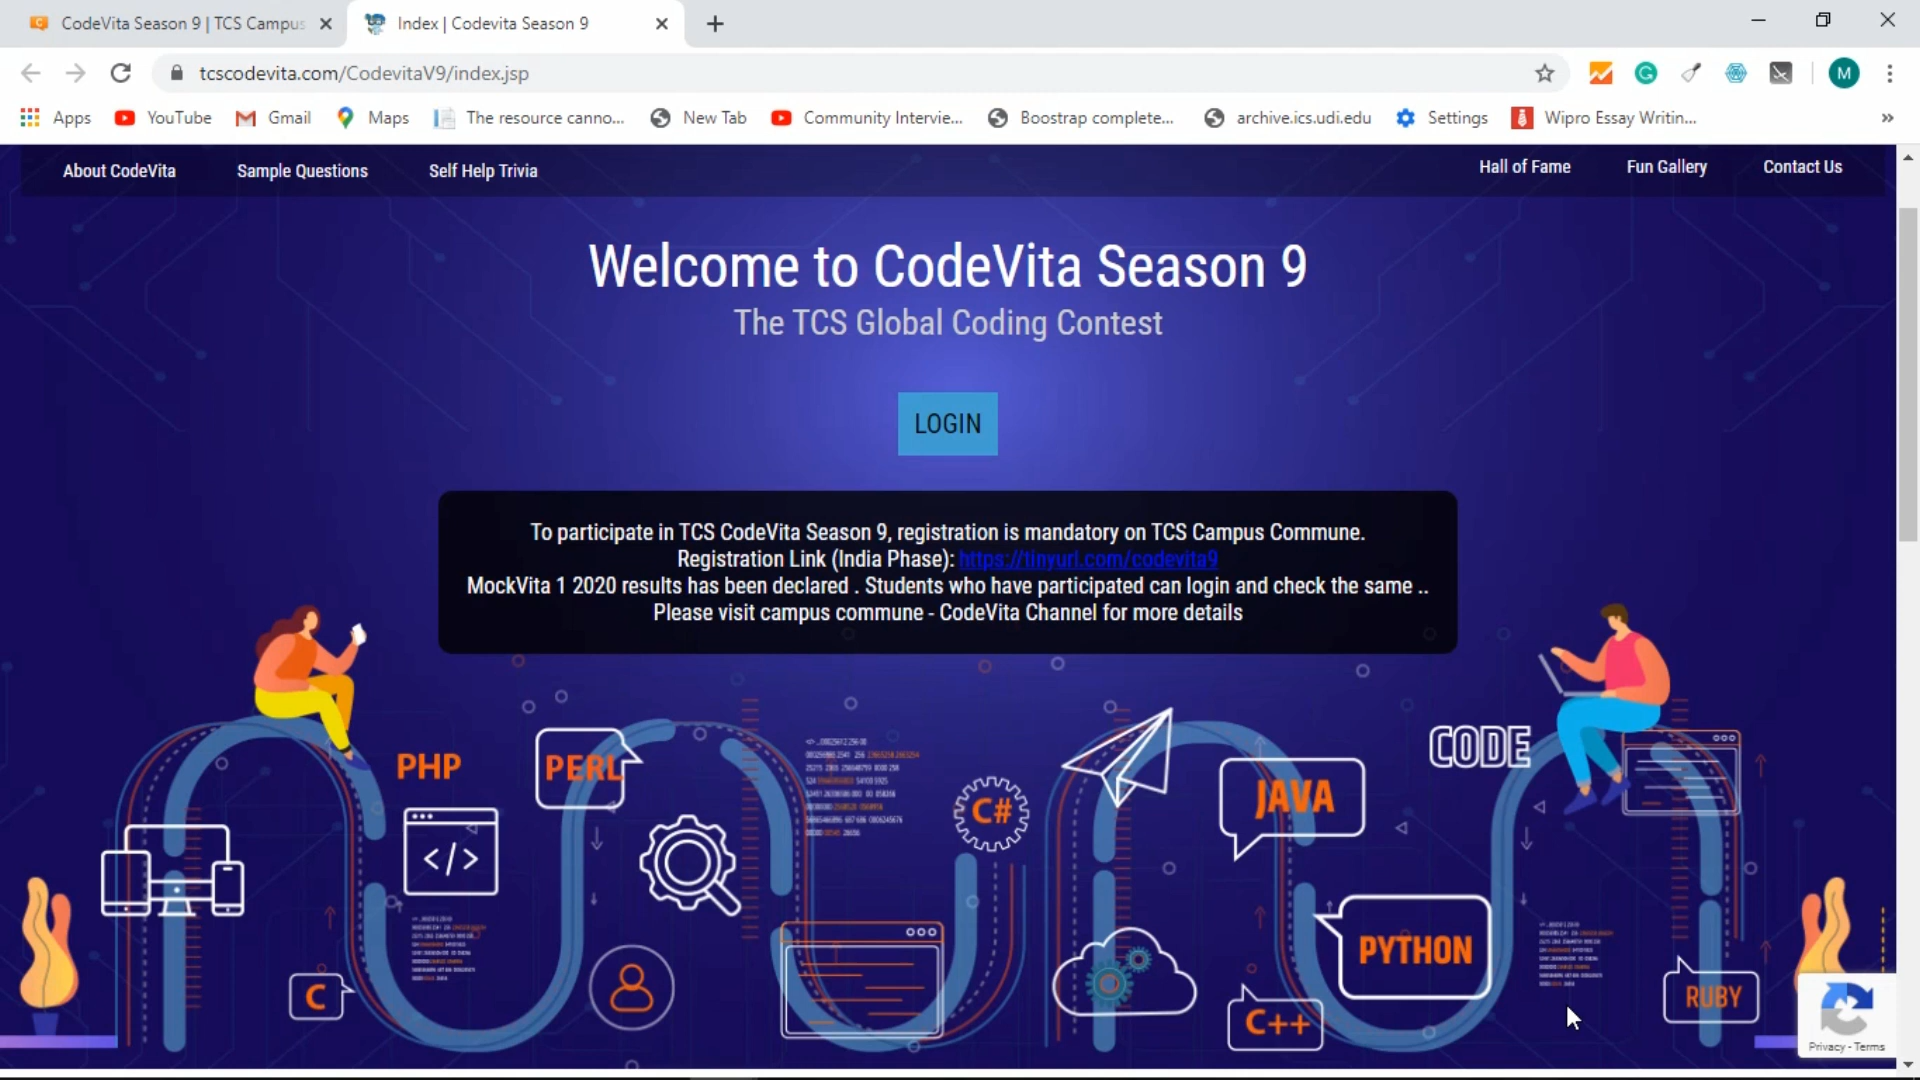 CodeVita Season 9 | TCS Campus
Index | Codevita Season 9
tcscodevita.com/CodevitaV9/index.jsp
M
Apps
YouTube
Gmail
Maps
The resource canno...
New Tab
Community Intervie...
Boostrap complete...
archive.ics.udi.edu
Settings
Wipro Essay Writin...
»
About CodeVita
Sample Questions
Self Help Trivia
Hall of Fame
Fun Gallery
Contact Us
Welcome to CodeVita Season 9
The TCS Global Coding Contest
LOGIN
To participate in TCS CodeVita Season 9, registration is mandatory on TCS Campus Commune.
Registration Link (India Phase): https://tinyurl.com/codevita9
MockVita 1 2020 results has been declared . Students who have participated can login and check the same ..
Please visit campus commune - CodeVita Channel for more details
PHP
PERL
CODE
C#
JAVA
</>
PYTHON
C
C++
RUBY
Privacy - Terms